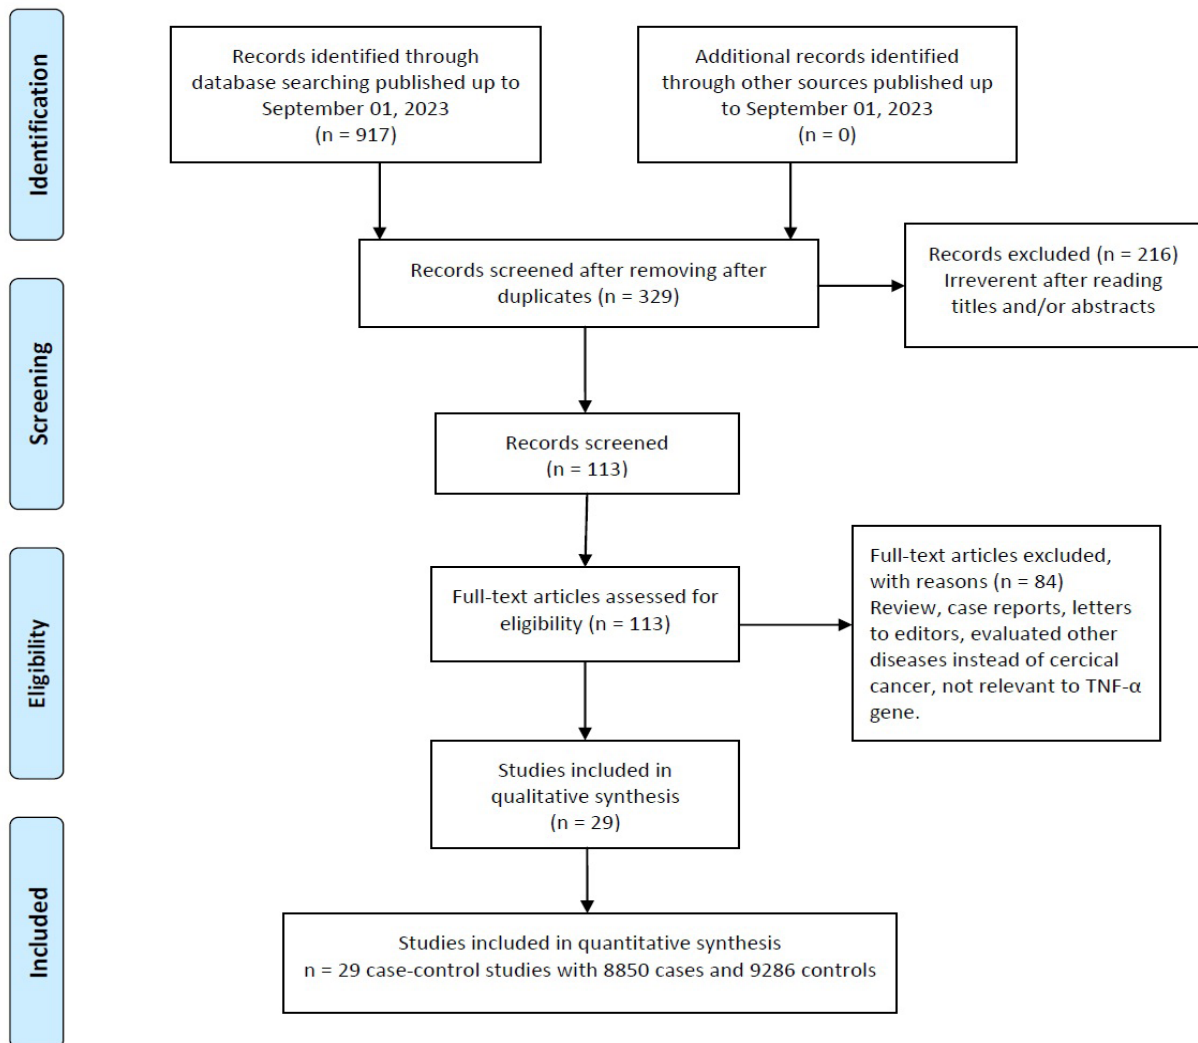 Identification
Records identified through
database searching published up to
September 01, 2023
(n = 917)
Additional records identified
through other sources published up
to September 01, 2023
(n = 0)
Records screened after removing after
duplicates (n = 329)
Records excluded (n = 216)
Irreverent after reading
titles and/or abstracts
Screening
Records screened
(n = 113)
Eligibility
Full-text articles assessed for
eligibility (n = 113)
Full-text articles excluded,
with reasons (n = 84)
Review, case reports, letters
to editors, evaluated other
diseases instead of cercical
cancer, not relevant to TNF-α
gene.
Studies included in
qualitative synthesis
(n = 29)
Included
Studies included in quantitative synthesis
n = 29 case-control studies with 8850 cases and 9286 controls